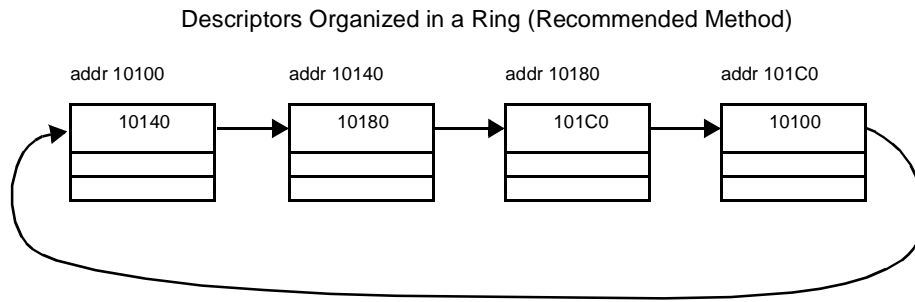 Descriptors Organized in a Ring (Recommended Method)
addr 10100 addr 10140 addr 10180 addr 101C0
10140 10180 101C0 10100